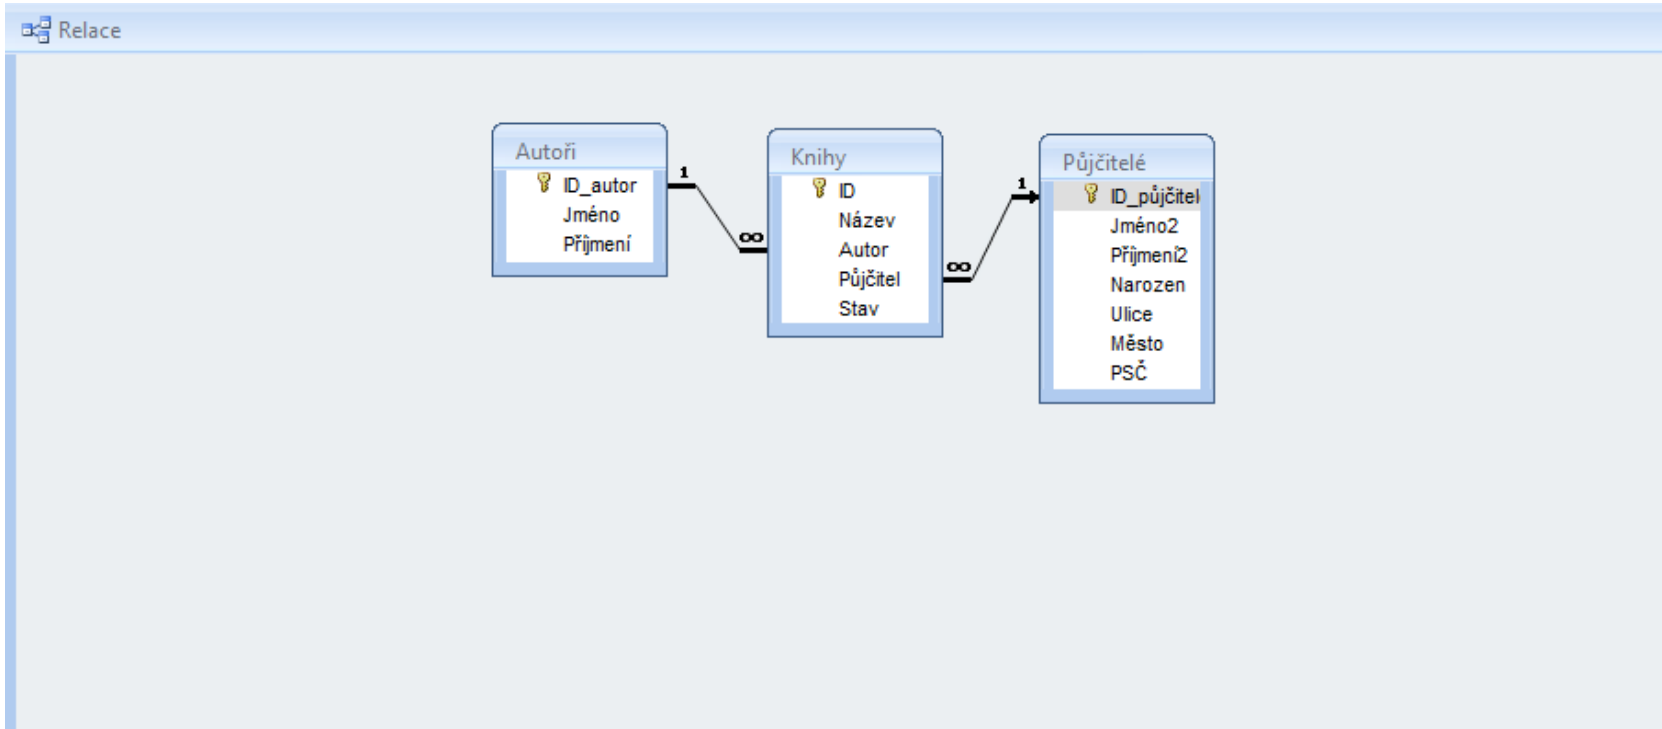 Relace
Autoři
ID_autor
Jméno
Příjmení
1
∞
Knihy
ID
Název
Autor
Půjčitel
Stav
∞
1
Půjčitelé
ID_půjčitel
Jméno2
Příjmení2
Narozen
Ulice
Město
PSČ